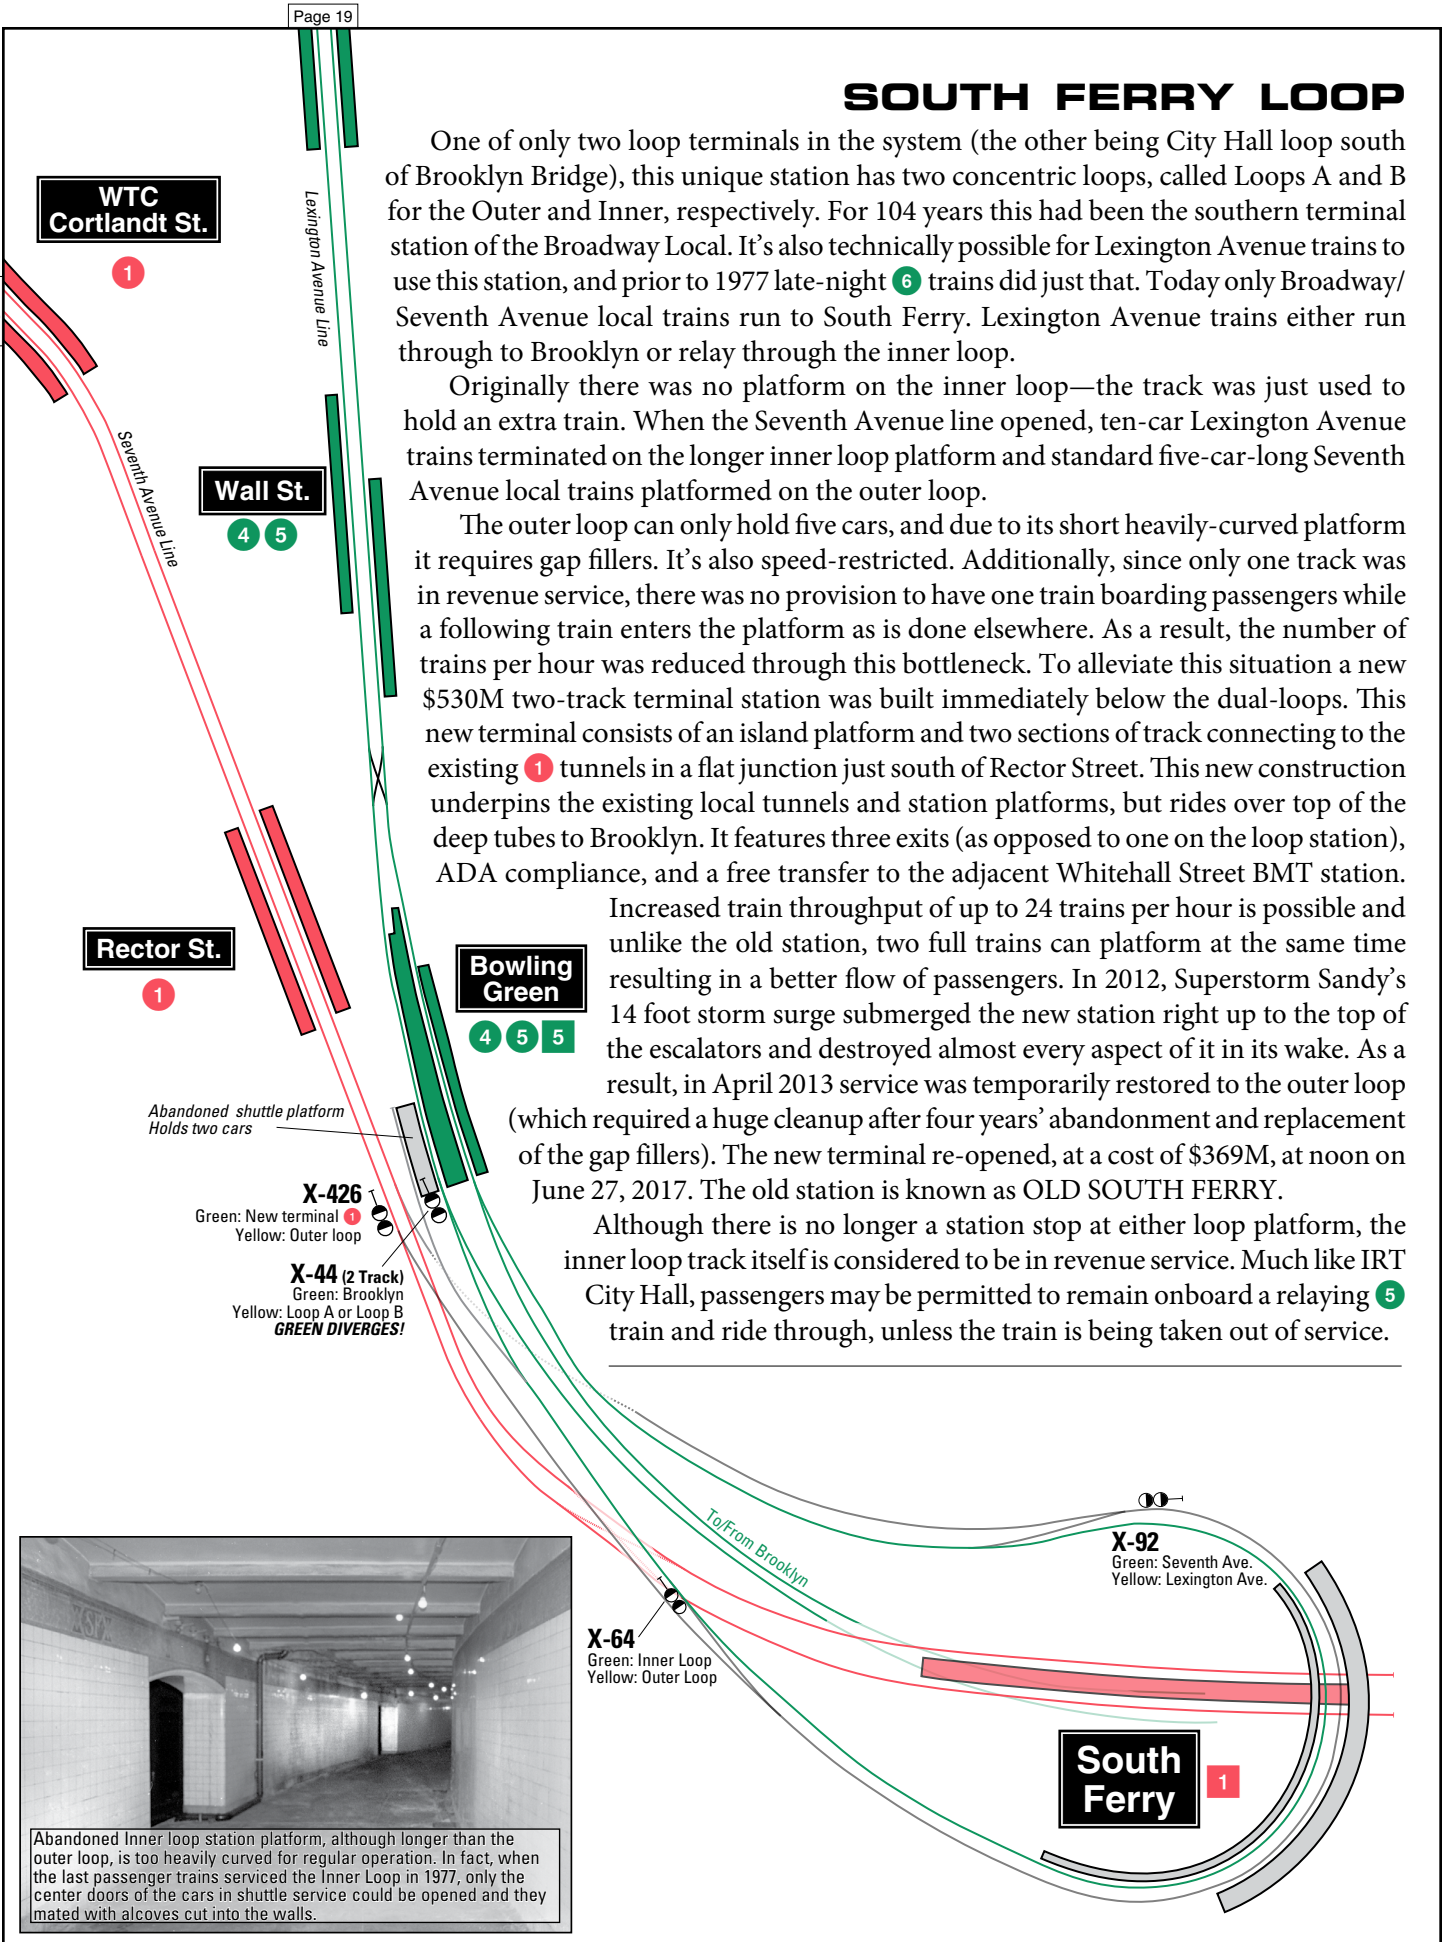 Page 19
SOUTH FERRY LOOP
One of only two loop terminals in the system (the other being City Hall loop south
of Brooklyn Bridge), this unique station has two concentric loops, called Loops A and B
for the Outer and Inner, respectively. For 104 years this had been the southern terminal
station of the Broadway Local. It's also technically possible for Lexington Avenue trains to
use this station, and prior to 1977 late-night 6 trains did just that. Today only Broadway/
Seventh Avenue local trains run to South Ferry. Lexington Avenue trains either run
through to Brooklyn or relay through the inner loop.
Originally there was no platform on the inner loop—the track was just used to
hold an extra train. When the Seventh Avenue line opened, ten-car Lexington Avenue
trains terminated on the longer inner loop platform and standard five-car-long Seventh
Avenue local trains platformed on the outer loop.
The outer loop can only hold five cars, and due to its short heavily-curved platform
it requires gap fillers. It's also speed-restricted. Additionally, since only one track was
in revenue service, there was no provision to have one train boarding passengers while
a following train enters the platform as is done elsewhere. As a result, the number of
trains per hour was reduced through this bottleneck. To alleviate this situation a new
$530M two-track terminal station was built immediately below the dual-loops. This
new terminal consists of an island platform and two sections of track connecting to the
existing 1 tunnels in a flat junction just south of Rector Street. This new construction
underpins the existing local tunnels and station platforms, but rides over top of the
deep tubes to Brooklyn. It features three exits (as opposed to one on the loop station),
ADA compliance, and a free transfer to the adjacent Whitehall Street BMT station.
Increased train throughput of up to 24 trains per hour is possible and
unlike the old station, two full trains can platform at the same time
resulting in a better flow of passengers. In 2012, Superstorm Sandy's
14 foot storm surge submerged the new station right up to the top of
the escalators and destroyed almost every aspect of it in its wake. As a
result, in April 2013 service was temporarily restored to the outer loop
(which required a huge cleanup after four years' abandonment and replacement
of the gap fillers). The new terminal re-opened, at a cost of $369M, at noon on
June 27, 2017. The old station is known as OLD SOUTH FERRY.
Although there is no longer a station stop at either loop platform, the
inner loop track itself is considered to be in revenue service. Much like IRT
City Hall, passengers may be permitted to remain onboard a relaying 5
train and ride through, unless the train is being taken out of service.
WTC
Cortlandt St.
1
Lexington Avenue Line
Seventh Avenue Line
Wall St.
4 5
Rector St.
1
Bowling
Green
4 5 5
Abandoned shuttle platform
Holds two cars
X-426
Green: New terminal 1
Yellow: Outer loop
X-44 (2 Track)
Green: Brooklyn
Yellow: Loop A or Loop B
GREEN DIVERGES!
To/From Brooklyn
X-92
Green: Seventh Ave.
Yellow: Lexington Ave.
X-64
Green: Inner Loop
Yellow: Outer Loop
South
Ferry
1
SF
Abandoned Inner loop station platform, although longer than the
outer loop, is too heavily curved for regular operation. In fact, when
the last passenger trains serviced the Inner Loop in 1977, only the
center doors of the cars in shuttle service could be opened and they
mated with alcoves cut into the walls.